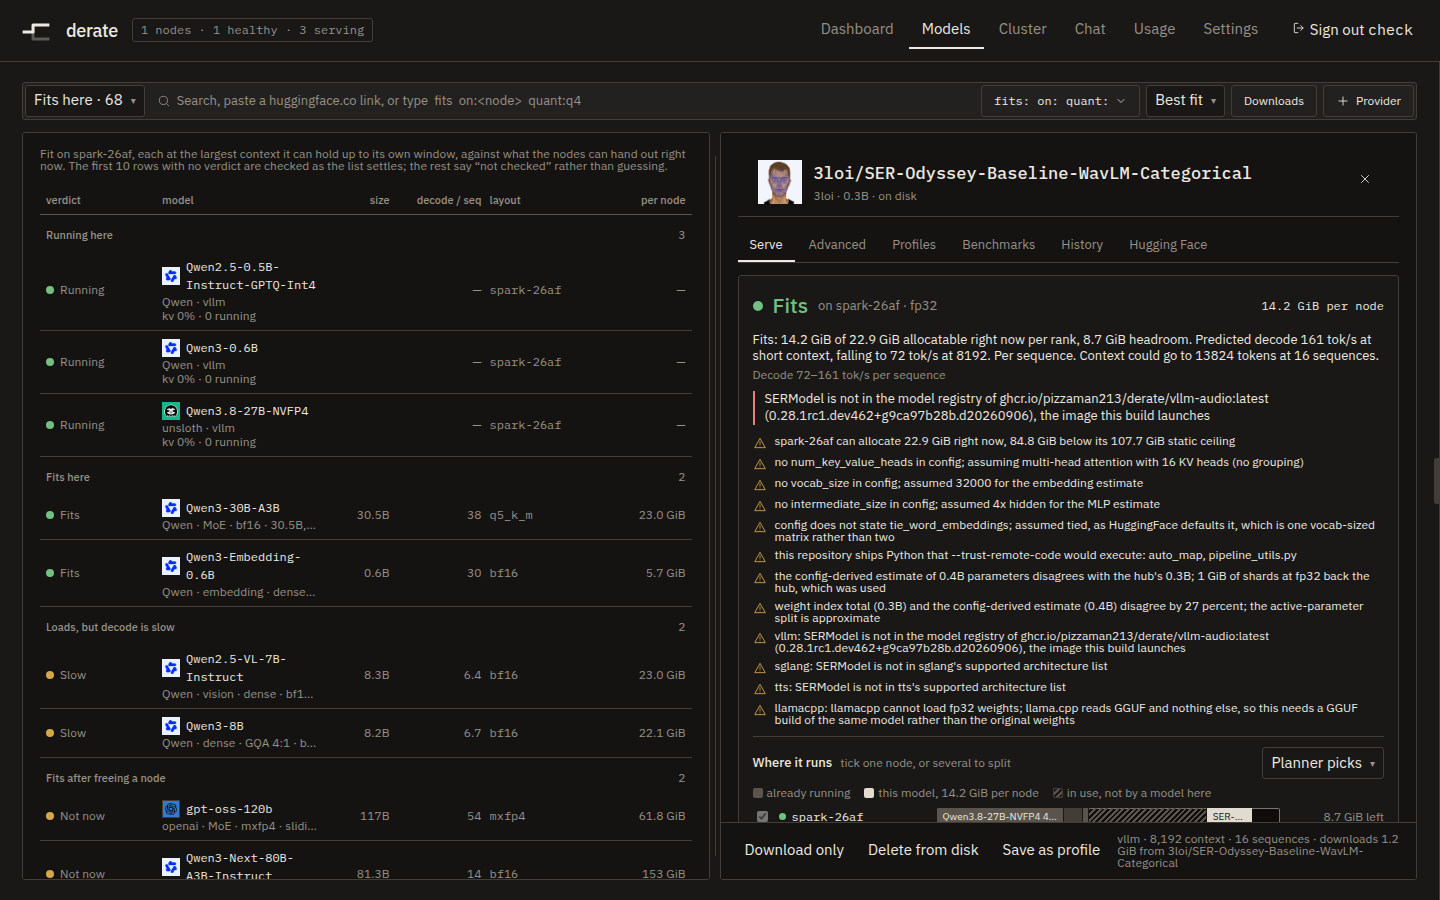 derate
1 nodes · 1 healthy · 3 serving
Dashboard
Models
Cluster
Chat
Usage
Settings
Sign out check
Fits here · 68
Search, paste a huggingface.co link, or type fits on:<node> quant:q4
fits: on: quant:
Best fit
Downloads
Provider
Fit on spark-26af, each at the largest context it can hold up to its own window, against what the nodes can hand out right
now. The first 10 rows with no verdict are checked as the list settles; the rest say “not checked” rather than guessing.
verdict model size decode / seq layout per node
Running here 3
Qwen2.5-0.5B-
Instruct-GPTQ-Int4
Running — spark-26af —
Qwen · vllm
kv 0% · 0 running
Qwen3-0.6B
Running — spark-26af —
Qwen · vllm
kv 0% · 0 running
Qwen3.8-27B-NVFP4
Running — spark-26af —
unsloth · vllm
kv 0% · 0 running
Fits here 2
Qwen3-30B-A3B
Fits 30.5B 38 q5_k_m 23.0 GiB
Qwen · MoE · bf16 · 30.5B,...
Qwen3-Embedding-
0.6B
Fits 0.6B 30 bf16 5.7 GiB
Qwen · embedding · dense...
Loads, but decode is slow 2
Qwen2.5-VL-7B-
Instruct
Slow 8.3B 6.4 bf16 23.0 GiB
Qwen · vision · dense · bf1...
Qwen3-8B
Slow 8.2B 6.7 bf16 22.1 GiB
Qwen · dense · GQA 4:1 · b...
Fits after freeing a node 2
gpt-oss-120b
Not now 117B 54 mxfp4 61.8 GiB
openai · MoE · mxfp4 · slidi...
Qwen3-Next-80B-
A3B-Instruct
Not now 81.3B 14 bf16 153 GiB
3loi/SER-Odyssey-Baseline-WavLM-Categorical
3loi · 0.3B · on disk
Serve
Advanced
Profiles
Benchmarks
History
Hugging Face
Fits on spark-26af · fp32 14.2 GiB per node
Fits: 14.2 GiB of 22.9 GiB allocatable right now per rank, 8.7 GiB headroom. Predicted decode 161 tok/s at
short context, falling to 72 tok/s at 8192. Per sequence. Context could go to 13824 tokens at 16 sequences.
Decode 72–161 tok/s per sequence
SERModel is not in the model registry of ghcr.io/pizzaman213/derate/vllm-audio:latest
(0.28.1rc1.dev462+g9ca97b28b.d20260906), the image this build launches
spark-26af can allocate 22.9 GiB right now, 84.8 GiB below its 107.7 GiB static ceiling
no num_key_value_heads in config; assuming multi-head attention with 16 KV heads (no grouping)
no vocab_size in config; assumed 32000 for the embedding estimate
no intermediate_size in config; assumed 4x hidden for the MLP estimate
config does not state tie_word_embeddings; assumed tied, as HuggingFace defaults it, which is one vocab-sized
matrix rather than two
this repository ships Python that --trust-remote-code would execute: auto_map, pipeline_utils.py
the config-derived estimate of 0.4B parameters disagrees with the hub's 0.3B; 1 GiB of shards at fp32 back the
hub, which was used
weight index total (0.3B) and the config-derived estimate (0.4B) disagree by 27 percent; the active-parameter
split is approximate
vllm: SERModel is not in the model registry of ghcr.io/pizzaman213/derate/vllm-audio:latest
(0.28.1rc1.dev462+g9ca97b28b.d20260906), the image this build launches
sglang: SERModel is not in sglang's supported architecture list
tts: SERModel is not in tts's supported architecture list
llamacpp: llamacpp cannot load fp32 weights; llama.cpp reads GGUF and nothing else, so this needs a GGUF
build of the same model rather than the original weights
Where it runs tick one node, or several to split
Planner picks
already running this model, 14.2 GiB per node in use, not by a model here
spark-26af Qwen3.8-27B-NVFP4 4... SER-... 8.7 GiB left
Download only
Delete from disk
Save as profile
vllm · 8,192 context · 16 sequences · downloads 1.2
GiB from 3loi/SER-Odyssey-Baseline-WavLM-
Categorical